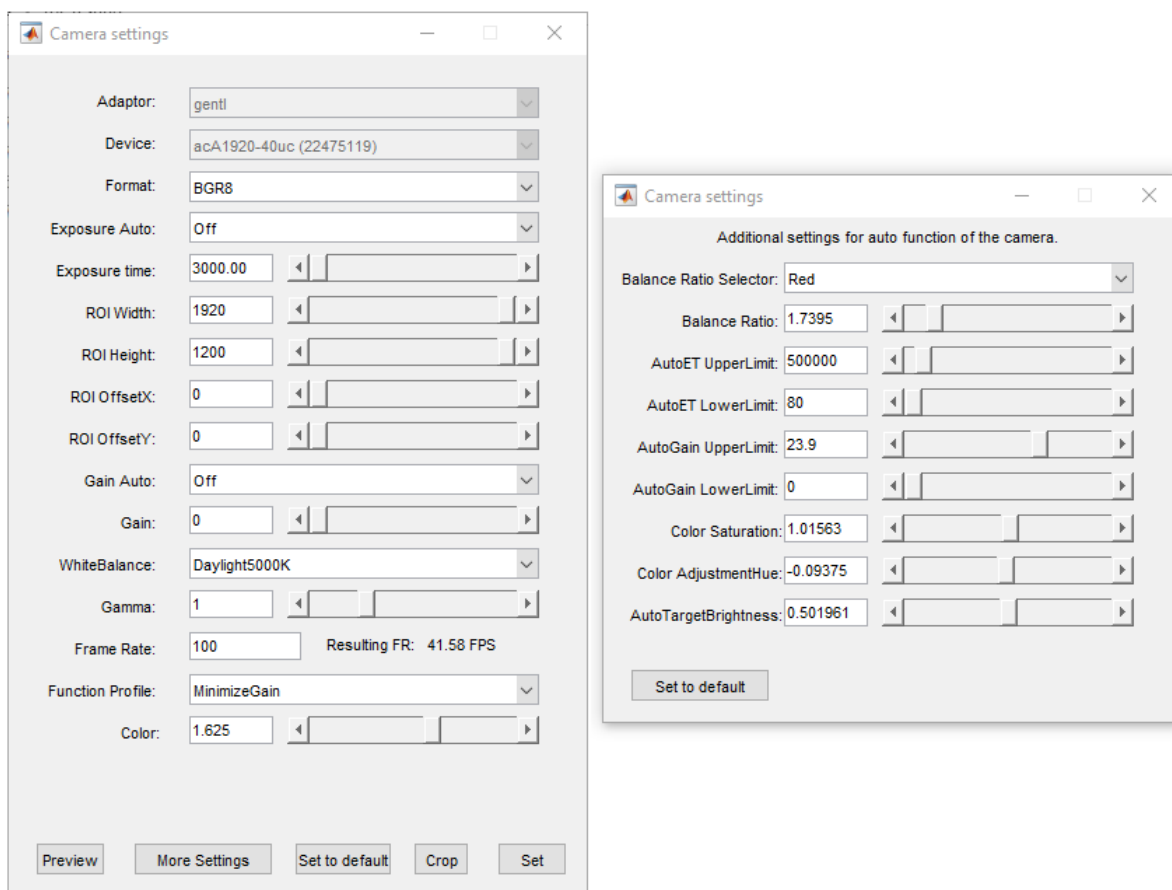 Camera settings
Adaptor: gentl
Device: acA1920-40uc (22475119)
Format: BGR8
Exposure Auto: Off
Exposure time: 3000.00
ROI Width: 1920
ROI Height: 1200
ROI OffsetX: 0
ROI OffsetY: 0
Gain Auto: Off
Gain: 0
WhiteBalance: Daylight5000K
Gamma: 1
Frame Rate: 100 Resulting FR: 41.58 FPS
Function Profile: MinimizeGain
Color: 1.625
Preview More Settings Set to default Crop Set
Camera settings
Additional settings for auto function of the camera.
Balance Ratio Selector: Red
Balance Ratio: 1.7395
AutoET UpperLimit: 500000
AutoET LowerLimit: 80
AutoGain UpperLimit: 23.9
AutoGain LowerLimit: 0
Color Saturation: 1.01563
Color AdjustmentHue: -0.09375
AutoTargetBrightness: 0.501961
Set to default